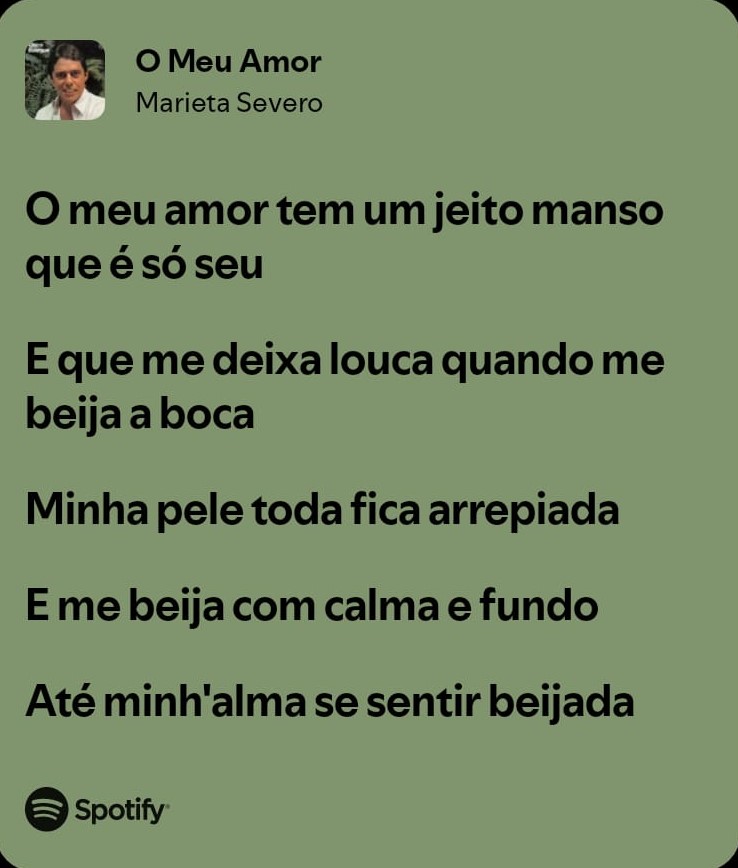 O Meu Amor
Marieta Severo
O meu amor tem um jeito manso
que é só seu
E que me deixa louca quando me
beija a boca
Minha pele toda fica arrepiada
E me beija com calma e fundo
Até minh'alma se sentir beijada
Spotify